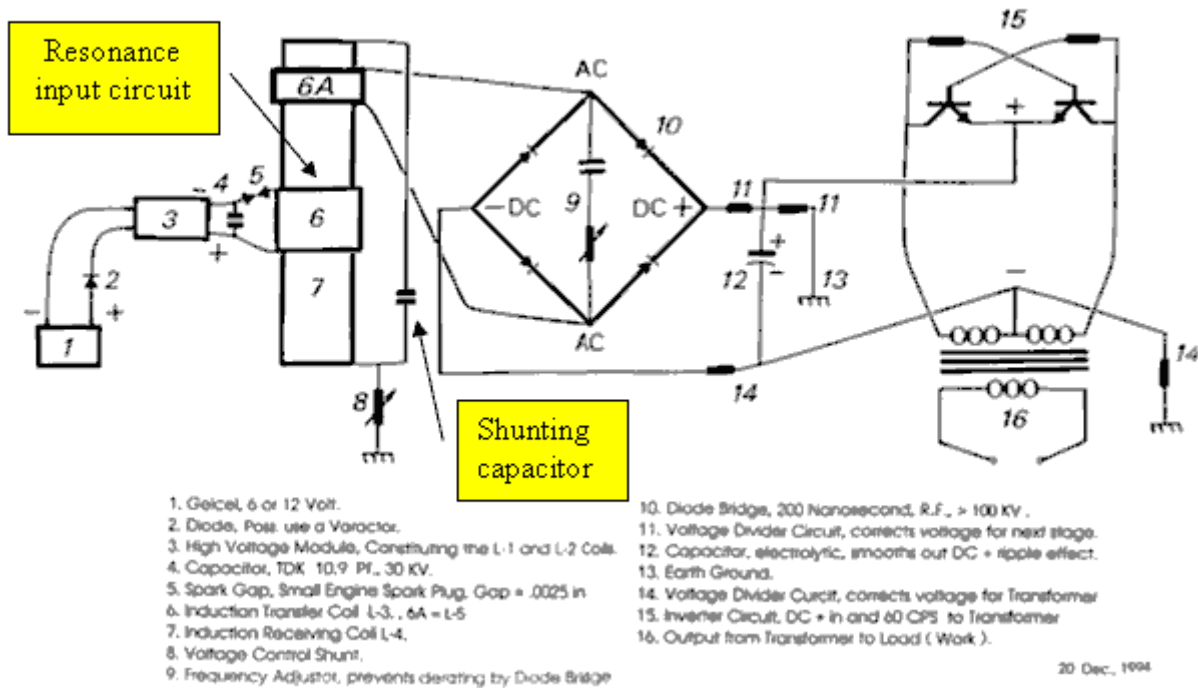 Resonance
input circuit
6A
4
5
-
3
6
+
7
2
-
+
1
8
Shunting
capacitor
AC
10
- DC
9
DC +
AC
11
11
+
12
-
13
14
15
+
-
14
16
1. Gelcel, 6 or 12 Volt.
2. Diode, Poss. use a Varactor.
3. High Voltage Module, Constituting the L-1 and L-2 Coils.
4. Capacitor, TDK 10.9 Pf., 30 KV.
5. Spark Gap, Small Engine Spark Plug, Gap = .0025 in
6. Induction Transfer Coil L-3. , 6A = L-5
7. Induction Receiving Coil L-4.
8. Voltage Control Shunt.
9. Frequency Adjustor, prevents derating by Diode Bridge
10. Diode Bridge, 200 Nanosecond, R.F., > 100 KV .
11. Voltage Divider Circuit, corrects voltage for next stage.
12. Capacitor, electrolytic, smooths out DC + ripple effect.
13. Earth Ground.
14. Voltage Divider Curcit, corrects voltage for Transformer
15. Inverter Circuit, DC + in and 60 CPS to Transformer
16. Output from Transformer to Load ( Work ).
20 Dec., 1994